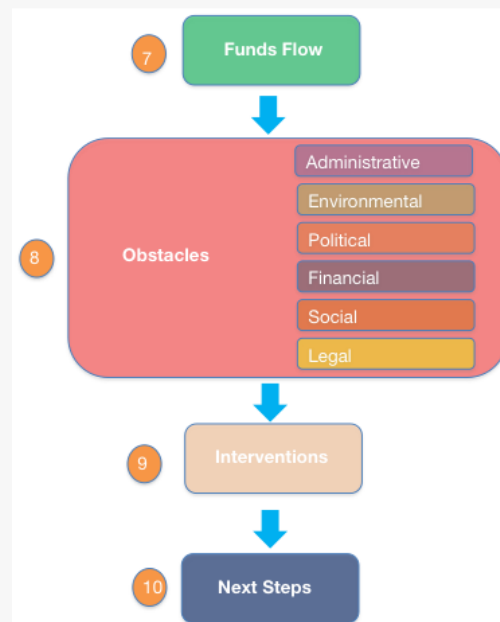 7
Funds Flow
8
Obstacles
Administrative
Environmental
Political
Financial
Social
Legal
9
Interventions
10
Next Steps